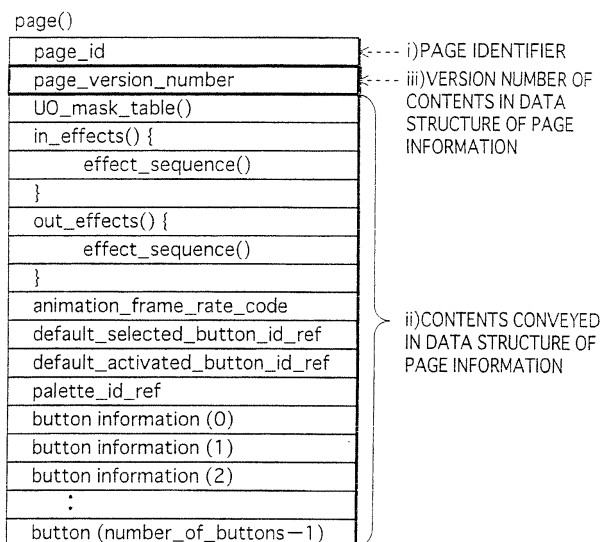 page()
page_id
i)PAGE IDENTIFIER
page_version_number
iii)VERSION NUMBER OF
CONTENTS IN DATA
STRUCTURE OF PAGE
INFORMATION
UO_mask_table()
in_effects() {
effect_sequence()
}
out_effects() {
effect_sequence()
}
animation_frame_rate_code
default_selected_button_id_ref
default_activated_button_id_ref
palette_id_ref
button information (0)
button information (1)
button information (2)
:
button (number_of_buttons－1)
ii)CONTENTS CONVEYED
IN DATA STRUCTURE OF
PAGE INFORMATION